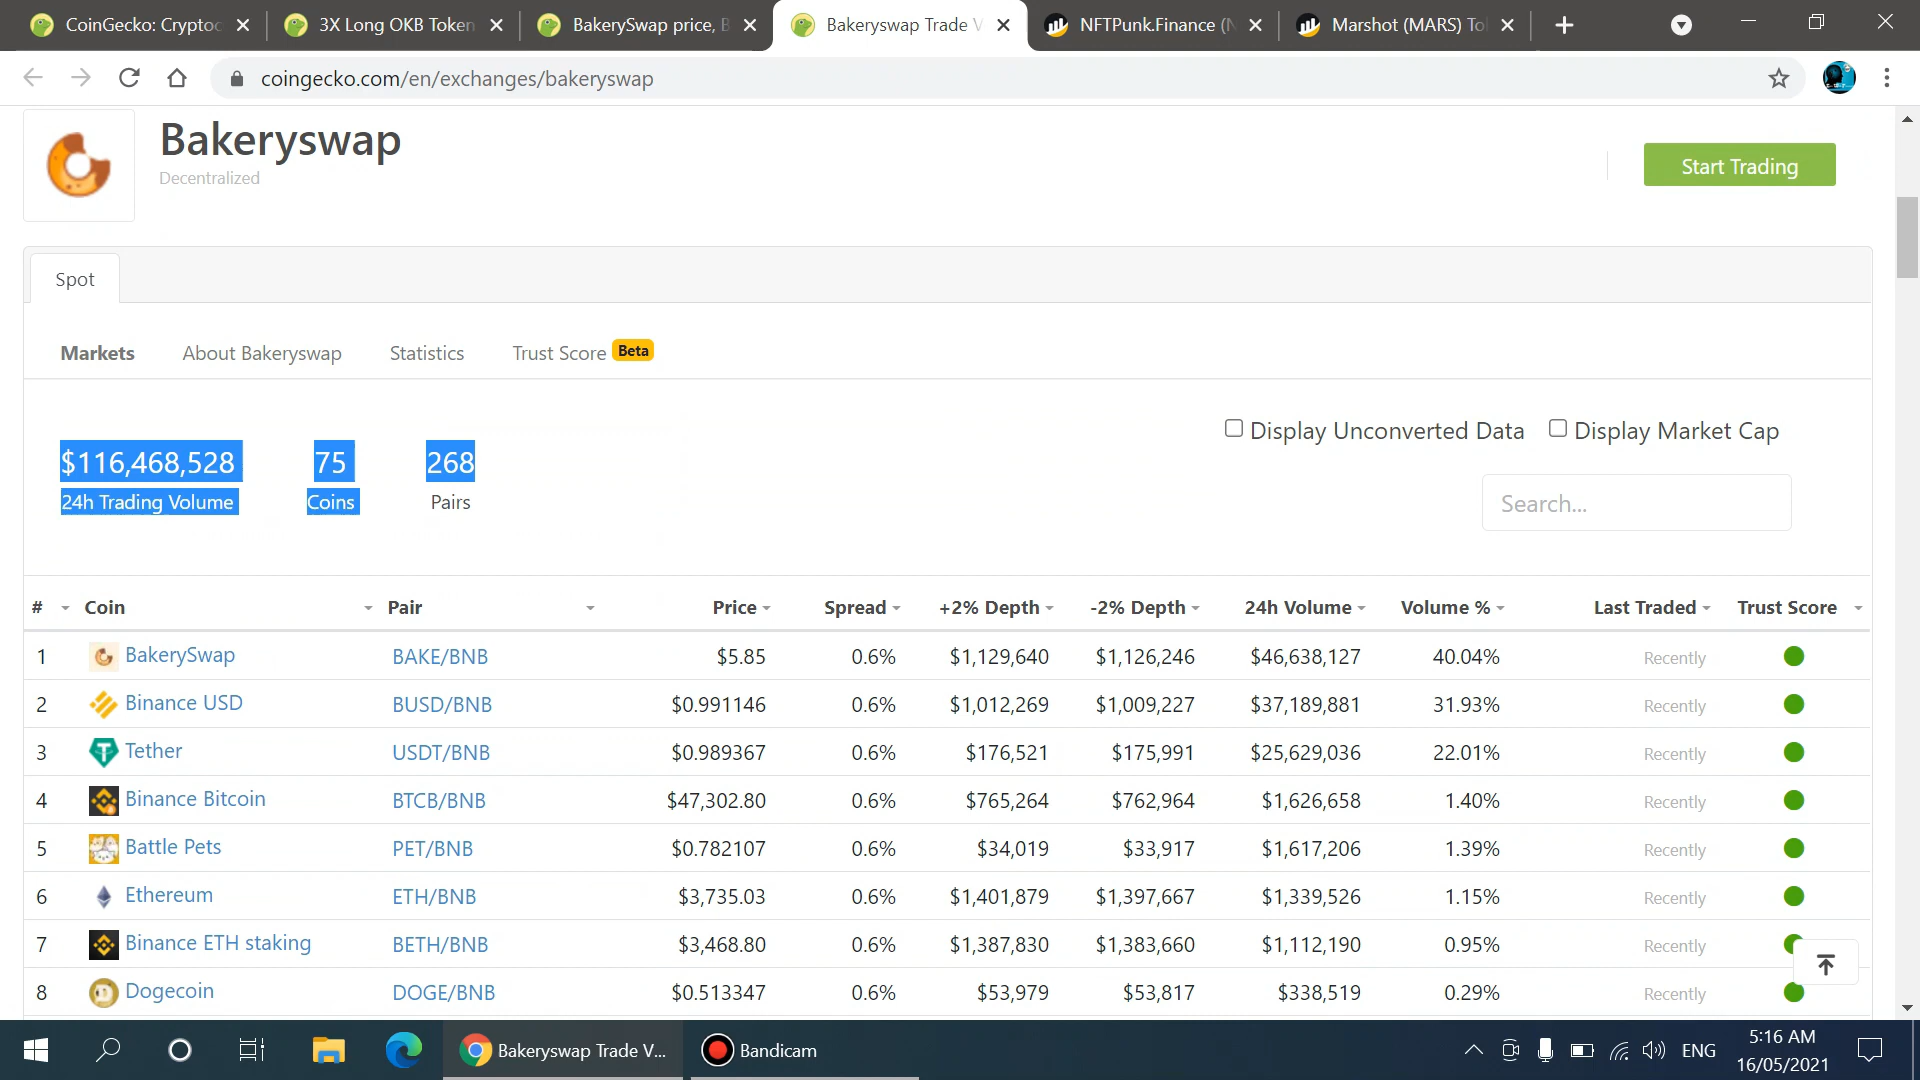 CoinGecko: Cryptoc
3X Long OKB Token
BakerySwap price, B
Bakeryswap Trade V
NFTPunk.Finance (N
Marshot (MARS) To
coingecko.com/en/exchanges/bakeryswap
Bakeryswap
Decentralized
Start Trading
Spot
Markets About Bakeryswap Statistics Trust Score Beta
Display Unconverted Data Display Market Cap
$116,468,528 75 268
24h Trading Volume Coins Pairs
Search...
# Coin Pair Price Spread +2% Depth -2% Depth 24h Volume Volume % Last Traded Trust Score
1 BakerySwap BAKE/BNB $5.85 0.6% $1,129,640 $1,126,246 $46,638,127 40.04% Recently
2 Binance USD BUSD/BNB $0.991146 0.6% $1,012,269 $1,009,227 $37,189,881 31.93% Recently
3 Tether USDT/BNB $0.989367 0.6% $176,521 $175,991 $25,629,036 22.01% Recently
4 Binance Bitcoin BTCB/BNB $47,302.80 0.6% $765,264 $762,964 $1,626,658 1.40% Recently
5 Battle Pets PET/BNB $0.782107 0.6% $34,019 $33,917 $1,617,206 1.39% Recently
6 Ethereum ETH/BNB $3,735.03 0.6% $1,401,879 $1,397,667 $1,339,526 1.15% Recently
7 Binance ETH staking BETH/BNB $3,468.80 0.6% $1,387,830 $1,383,660 $1,112,190 0.95% Recently
8 Dogecoin DOGE/BNB $0.513347 0.6% $53,979 $53,817 $338,519 0.29% Recently
Bakeryswap Trade V...
Bandicam
ENG
5:16 AM
16/05/2021